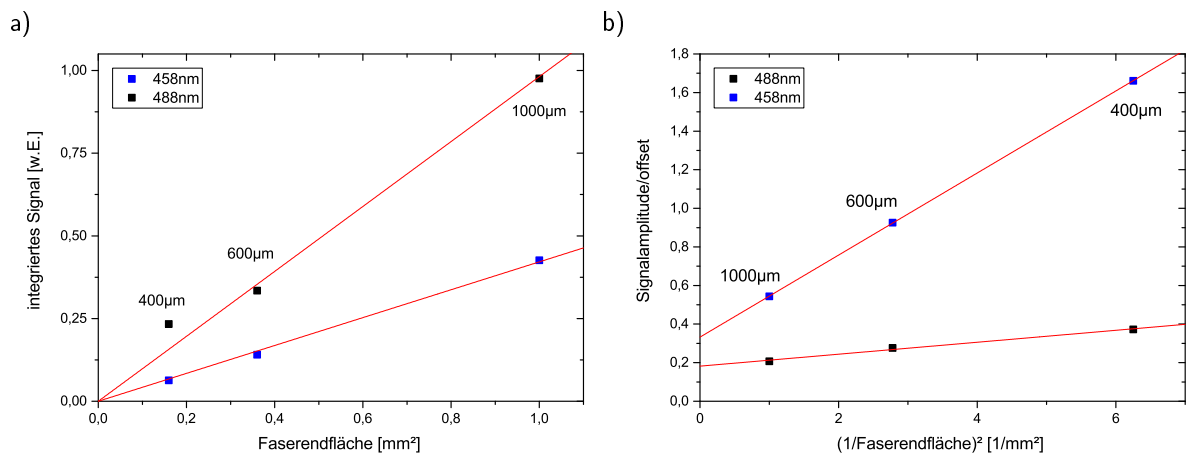 a)
458nm
488nm
1,00
0,75
0,50
0,25
0,00
integriertes Signal [w.E.]
1000µm
600µm
400µm
0,0
0,2
0,4
0,6
0,8
1,0
Faserendfläche [mm²]
b)
488nm
458nm
1,8
1,6
1,4
1,2
1,0
0,8
0,6
0,4
0,2
0,0
Signalamplitude/offset
400µm
600µm
1000µm
0
2
4
6
(1/Faserendfläche)² [1/mm²]